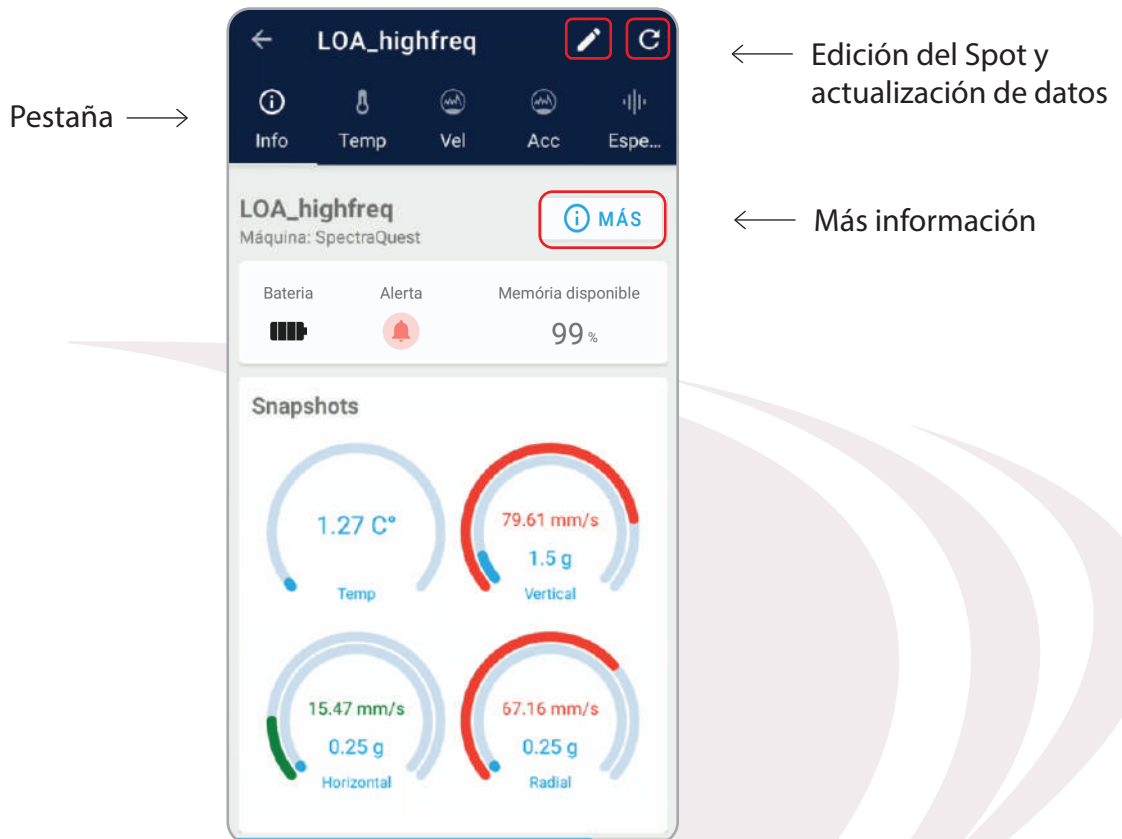 LOA_highfreq
Edición del Spot y
actualización de datos
Pestaña
Info Temp Vel Acc Espe...
LOA_highfreq
Máquina: SpectraQuest
MÁS
Más información
Bateria Alerta Memória disponible
99 %
Snapshots
1.27 C°
Temp
79.61 mm/s
1.5 g
Vertical
15.47 mm/s
0.25 g
Horizontal
67.16 mm/s
0.25 g
Radial